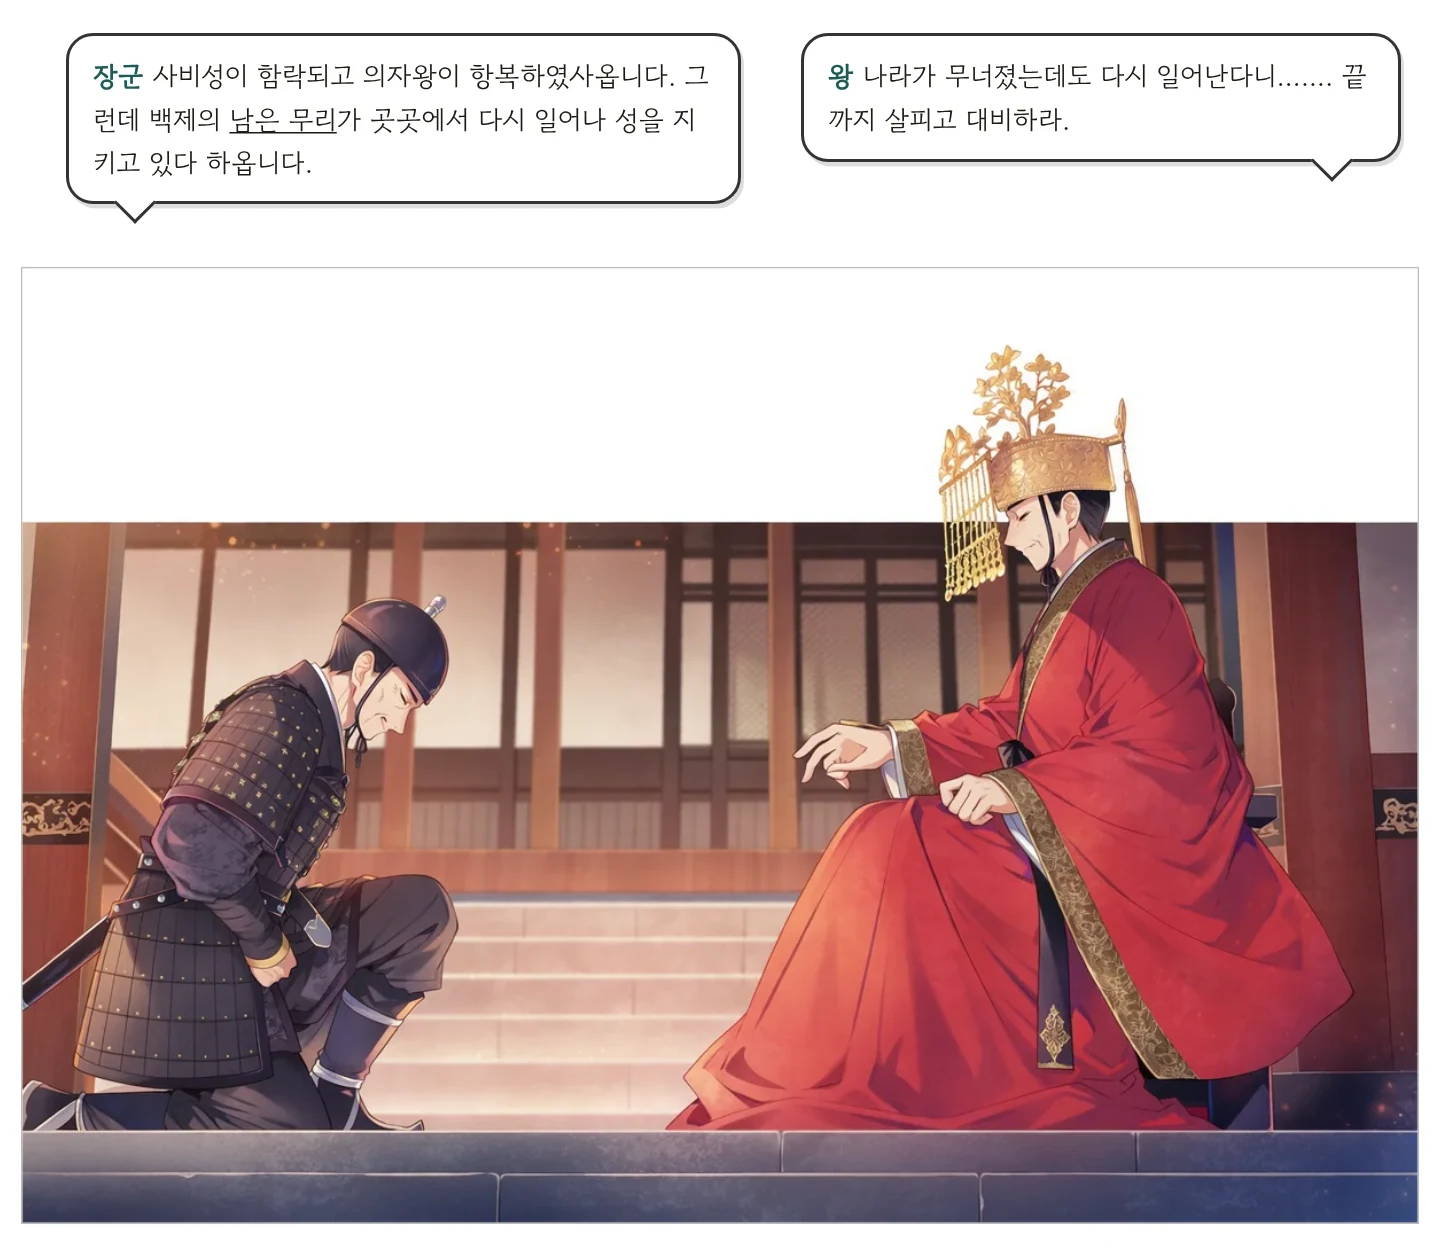 장군 사비성이 함락되고 의자왕이 항복하였사옵니다. 그
런데 백제의 남은 무리가 곳곳에서 다시 일어나 성을 지
키고 있다 하옵니다.
왕 나라가 무너졌는데도 다시 일어난다니....... 끝
까지 살피고 대비하라.